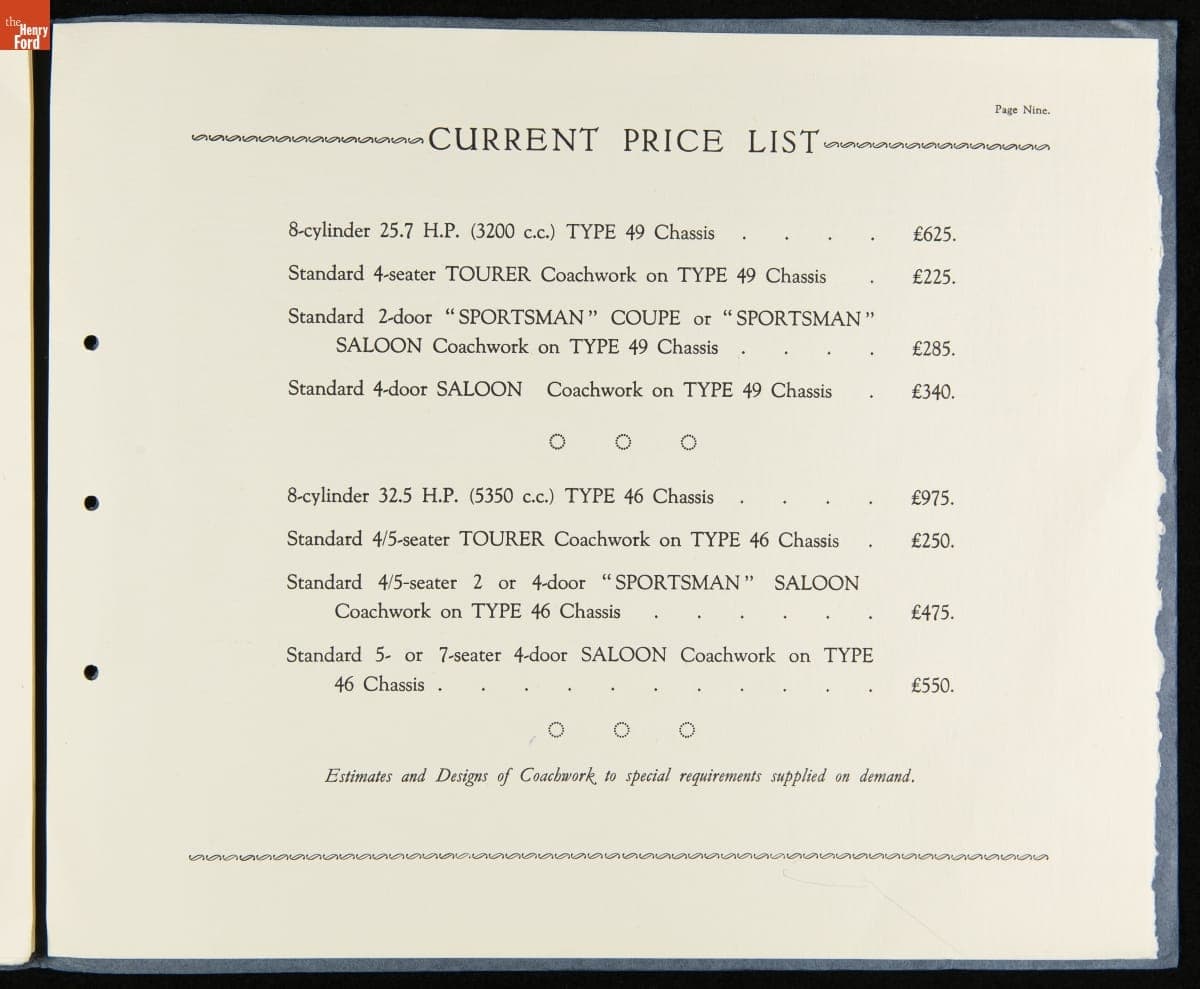 the
Henry
Ford
Page Nine.
CURRENT PRICE LIST
8-cylinder 25.7 H.P. (3200 c.c.) TYPE 49 Chassis . . . . £625.
Standard 4-seater TOURER Coachwork on TYPE 49 Chassis . £225.
Standard 2-door “SPORTSMAN” COUPE or “SPORTSMAN”
SALOON Coachwork on TYPE 49 Chassis . . . . £285.
Standard 4-door SALOON Coachwork on TYPE 49 Chassis . £340.
8-cylinder 32.5 H.P. (5350 c.c.) TYPE 46 Chassis . . . . £975.
Standard 4/5-seater TOURER Coachwork on TYPE 46 Chassis . £250.
Standard 4/5-seater 2 or 4-door “SPORTSMAN” SALOON
Coachwork on TYPE 46 Chassis . . . . . . £475.
Standard 5- or 7-seater 4-door SALOON Coachwork on TYPE
46 Chassis . . . . . . . . . . . £550.
Estimates and Designs of Coachwork to special requirements supplied on demand.